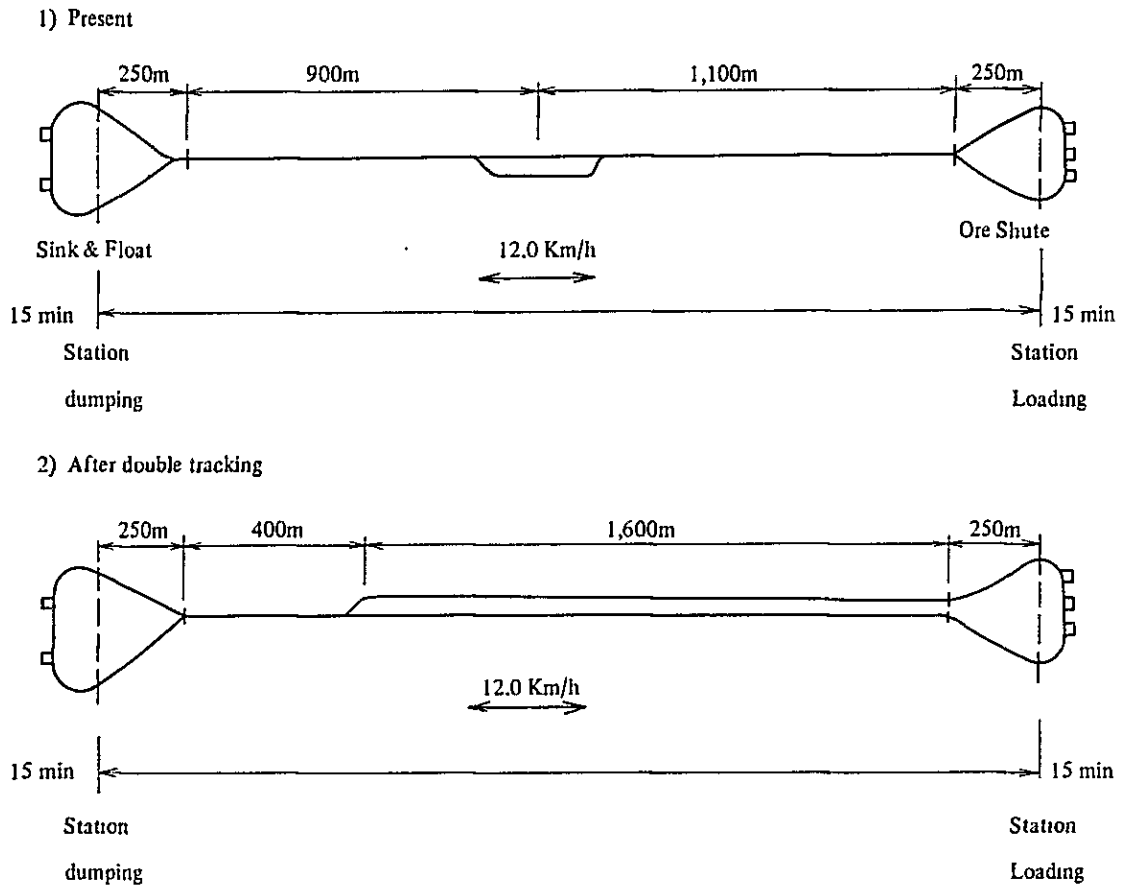 1) Present
250m
900m
1,100m
250m
Sink & Float
12.0 Km/h
Ore Shute
15 min
15 min
Station
dumping
Station
Loading
2) After double tracking
250m
400m
1,600m
250m
12.0 Km/h
15 min
15 min
Station
dumping
Station
Loading